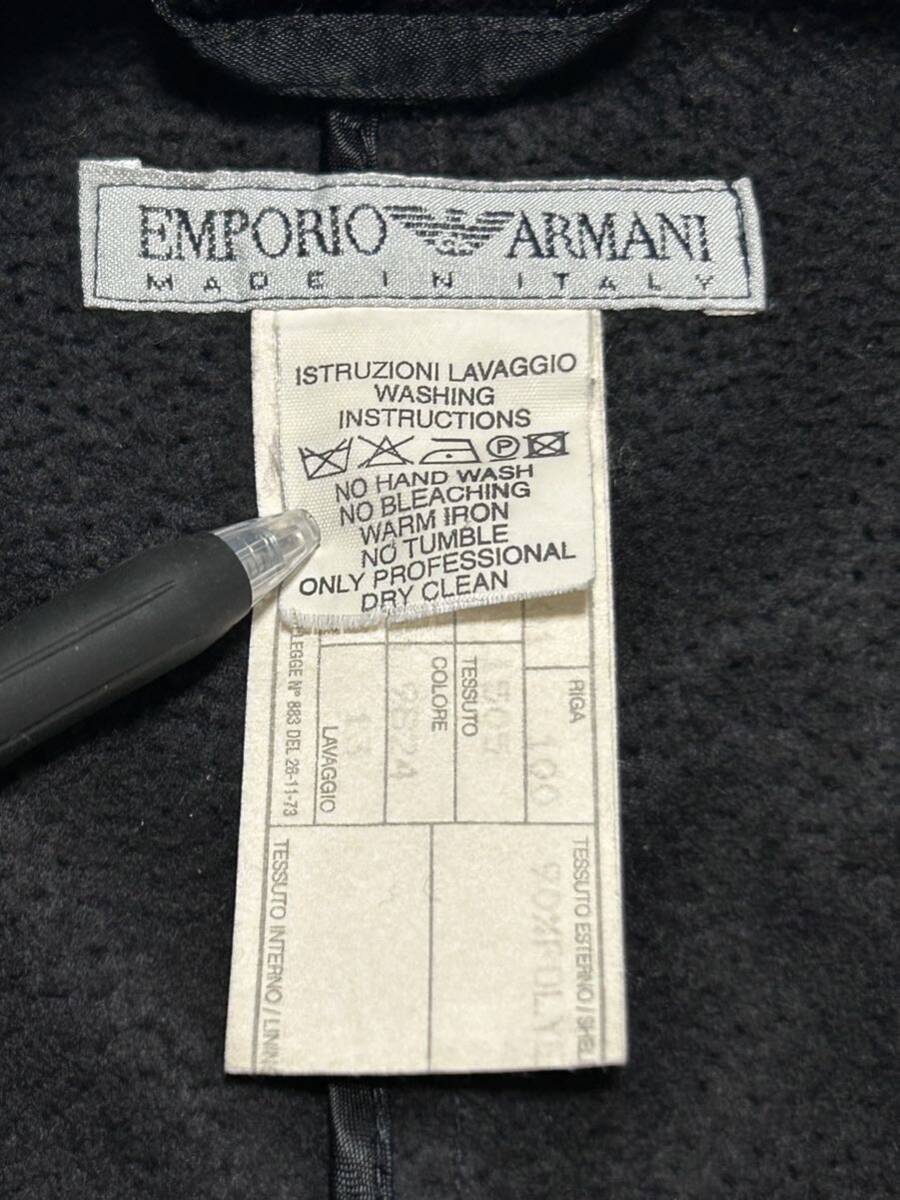 EMPORIO ARMANI
MADE IN ITALY
ISTRUZIONI LAVAGGIO
WASHING
INSTRUCTIONS
P
NO HAND WASH
NO BLEACHING
WARM IRON
NO TUMBLE
ONLY PROFESSIONAL
DRY CLEAN
RIGA
100
TESSUTO
COLORE
LAVAGGIO
13
LEGGE N° 883 DEL 26-11-73
TESSUTO ESTERNO / SHEL
TESSUTO INTERNO / LININ